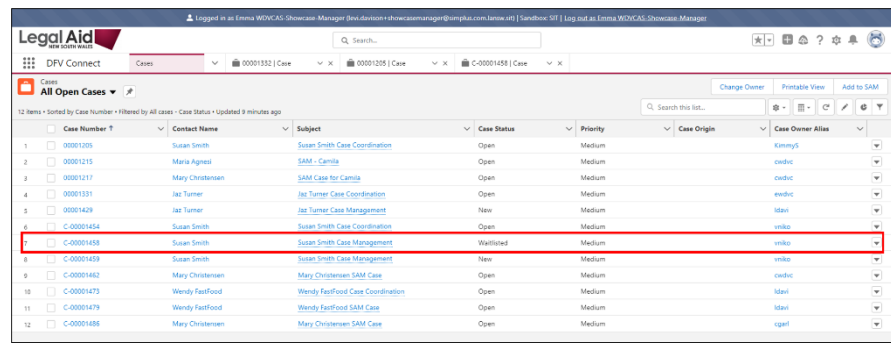 Logged in as Emma WDVCAS-Showcase-Manager (levi.davison+showcasemanager@simplus.com.lansw.sit) | Sandbox: SIT | Log out as Emma WDVCAS-Showcase-Manager
Legal Aid
NEW SOUTH WALES
Search...
DFV Connect Cases 00001332 | Case 00001205 | Case C-00001458 | Case
Cases
All Open Cases
Change Owner Printable View Add to SAM
12 items • Sorted by Case Number • Filtered by All cases - Case Status • Updated 9 minutes ago
Search this list...
Case Number ↑ Contact Name Subject Case Status Priority Case Origin Case Owner Alias
1 00001205 Susan Smith Susan Smith Case Coordination Open Medium KimmyS
2 00001215 Maria Agnesi SAM - Camila Open Medium cwdvc
3 00001217 Mary Christensen SAM Case for Camila Open Medium cwdvc
4 00001331 Jaz Turner Jaz Turner Case Coordination Open Medium ewdvc
5 00001429 Jaz Turner Jaz Turner Case Management New Medium ldavi
6 C-00001454 Susan Smith Susan Smith Case Coordination Open Medium vniko
7 C-00001458 Susan Smith Susan Smith Case Management Waitlisted Medium vniko
8 C-00001459 Susan Smith Susan Smith Case Management New Medium vniko
9 C-00001462 Mary Christensen Mary Christensen SAM Case Open Medium cwdvc
10 C-00001473 Wendy FastFood Wendy FastFood Case Coordination Open Medium ldavi
11 C-00001479 Wendy FastFood Wendy FastFood SAM Case Open Medium ldavi
12 C-00001486 Mary Christensen Mary Christensen SAM Case Open Medium cgarl